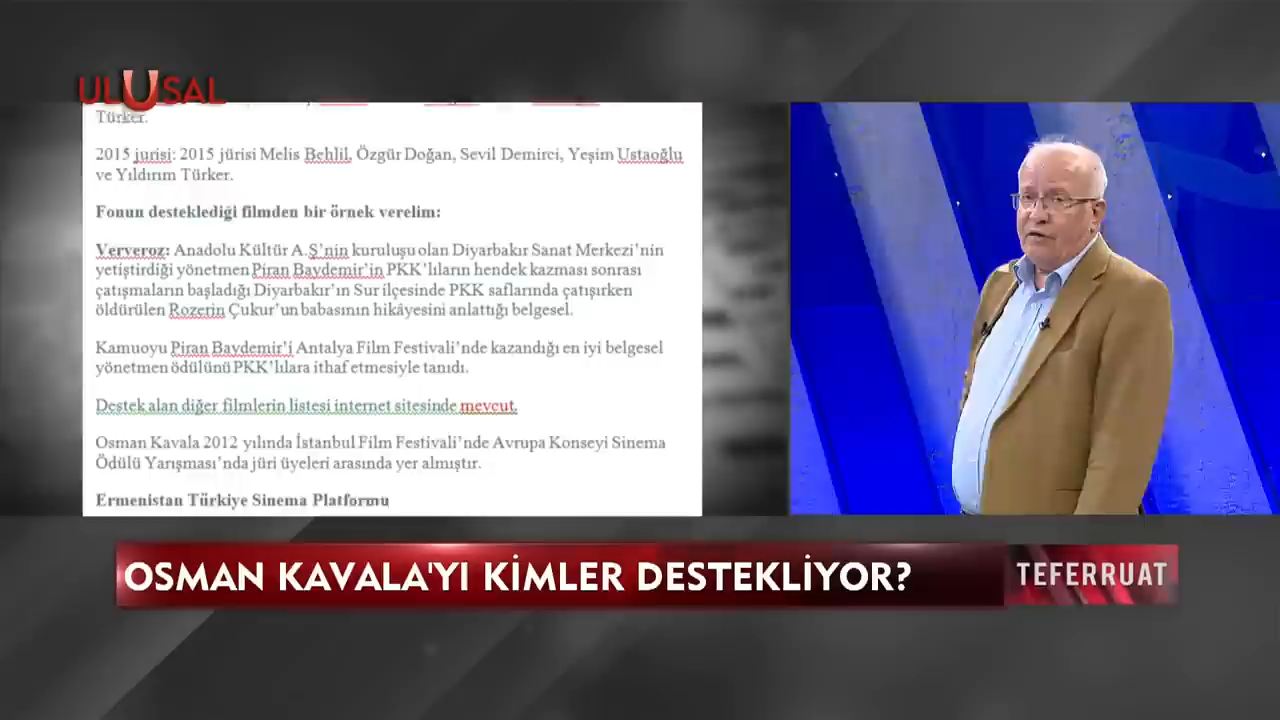 ULUSAL
Türker.
2015 jurisi: 2015 jürisi Melis Behlil, Özgür Doğan, Sevil Demirci, Yeşim Ustaoğlu
ve Yıldırım Türker.
Fonun desteklediği filmden bir örnek verelim:
Ververoz: Anadolu Kültür A.Ş'nin kuruluşu olan Diyarbakır Sanat Merkezi'nin
yetiştirdiği yönetmen Piran Baydemir'in PKK'lıların hendek kazması sonrası
çatışmaların başladığı Diyarbakır'ın Sur ilçesinde PKK saflarında çatışırken
öldürülen Rozerin Çukur'un babasının hikâyesini anlattığı belgesel.
Kamuoyu Piran Baydemir'i Antalya Film Festivali'nde kazandığı en iyi belgesel
yönetmen ödülünü PKK'lılara ithaf etmesiyle tanıdı.
Destek alan diğer filmlerin listesi internet sitesinde mevcut.
Osman Kavala 2012 yılında İstanbul Film Festivali'nde Avrupa Konseyi Sinema
Ödülü Yarışması'nda jüri üyeleri arasında yer almıştır.
Ermenistan Türkiye Sinema Platformu
OSMAN KAVALA'YI KİMLER DESTEKLİYOR?
TEFERRUAT